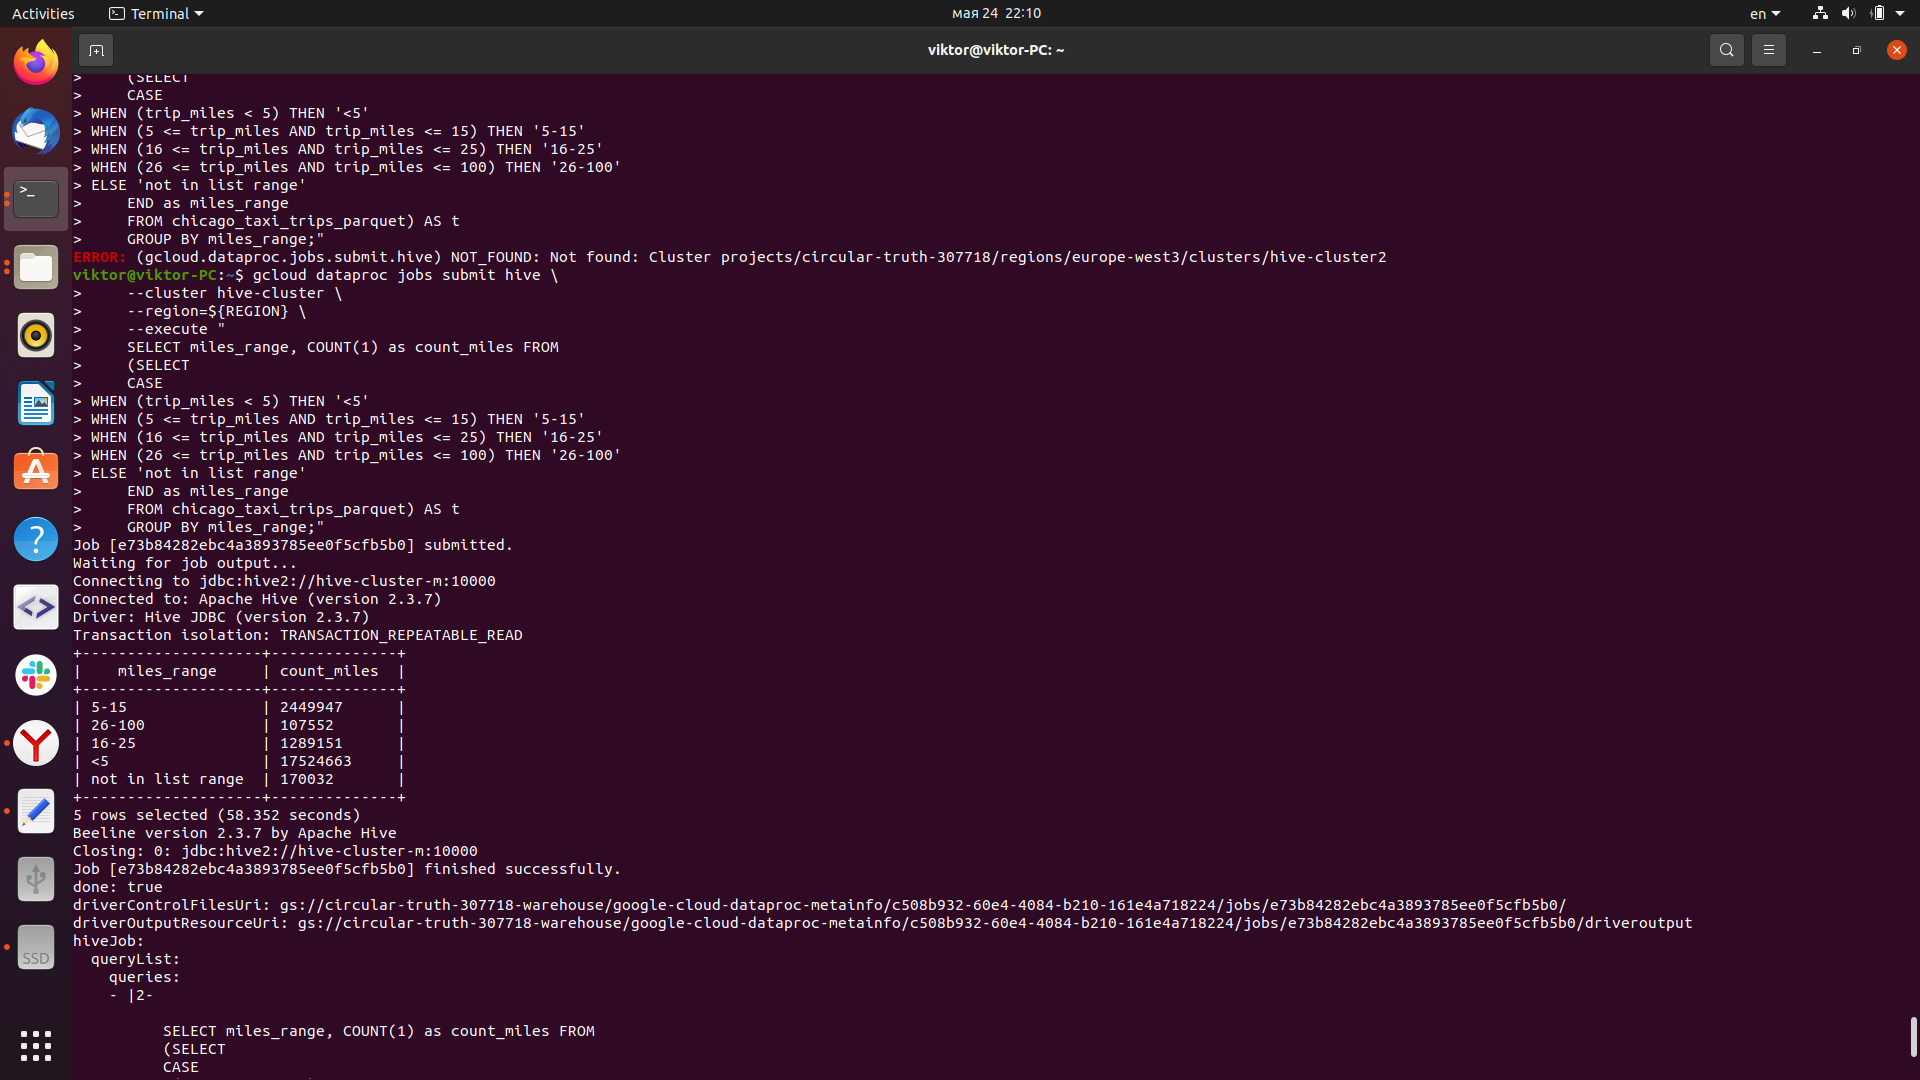 Activities
Terminal
мая 24 22:10
en
viktor@viktor-PC: ~
> (SELECT
> CASE
> WHEN (trip_miles < 5) THEN '<5'
> WHEN (5 <= trip_miles AND trip_miles <= 15) THEN '5-15'
> WHEN (16 <= trip_miles AND trip_miles <= 25) THEN '16-25'
> WHEN (26 <= trip_miles AND trip_miles <= 100) THEN '26-100'
> ELSE 'not in list range'
> END as miles_range
> FROM chicago_taxi_trips_parquet) AS t
> GROUP BY miles_range;"
ERROR: (gcloud.dataproc.jobs.submit.hive) NOT_FOUND: Not found: Cluster projects/circular-truth-307718/regions/europe-west3/clusters/hive-cluster2
viktor@viktor-PC:~$ gcloud dataproc jobs submit hive \
> --cluster hive-cluster \
> --region=${REGION} \
> --execute "
> SELECT miles_range, COUNT(1) as count_miles FROM
> (SELECT
> CASE
> WHEN (trip_miles < 5) THEN '<5'
> WHEN (5 <= trip_miles AND trip_miles <= 15) THEN '5-15'
> WHEN (16 <= trip_miles AND trip_miles <= 25) THEN '16-25'
> WHEN (26 <= trip_miles AND trip_miles <= 100) THEN '26-100'
> ELSE 'not in list range'
> END as miles_range
> FROM chicago_taxi_trips_parquet) AS t
> GROUP BY miles_range;"
Job [e73b84282ebc4a3893785ee0f5cfb5b0] submitted.
Waiting for job output...
Connecting to jdbc:hive2://hive-cluster-m:10000
Connected to: Apache Hive (version 2.3.7)
Driver: Hive JDBC (version 2.3.7)
Transaction isolation: TRANSACTION_REPEATABLE_READ
+--------------------+--------------+
| miles_range | count_miles |
+--------------------+--------------+
| 5-15 | 2449947 |
| 26-100 | 107552 |
| 16-25 | 1289151 |
| <5 | 17524663 |
| not in list range | 170032 |
+--------------------+--------------+
5 rows selected (58.352 seconds)
Beeline version 2.3.7 by Apache Hive
Closing: 0: jdbc:hive2://hive-cluster-m:10000
Job [e73b84282ebc4a3893785ee0f5cfb5b0] finished successfully.
done: true
driverControlFilesUri: gs://circular-truth-307718-warehouse/google-cloud-dataproc-metainfo/c508b932-60e4-4084-b210-161e4a718224/jobs/e73b84282ebc4a3893785ee0f5cfb5b0/
driverOutputResourceUri: gs://circular-truth-307718-warehouse/google-cloud-dataproc-metainfo/c508b932-60e4-4084-b210-161e4a718224/jobs/e73b84282ebc4a3893785ee0f5cfb5b0/driveroutput
hiveJob:
queryList:
queries:
- |2-
SELECT miles_range, COUNT(1) as count_miles FROM
(SELECT
CASE
SSD